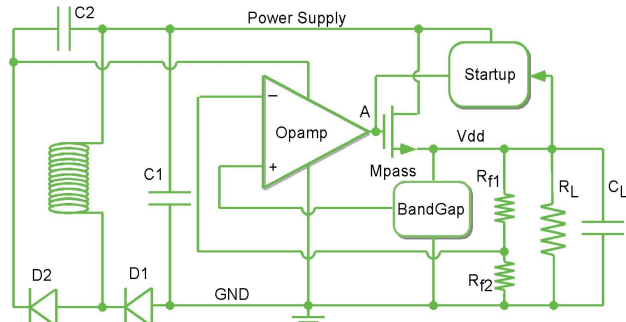 C2
Power Supply
Startup
−
A
Opamp
Vdd
+
Mpass
C1
BandGap
Rf1
RL
CL
D2
D1
GND
Rf2